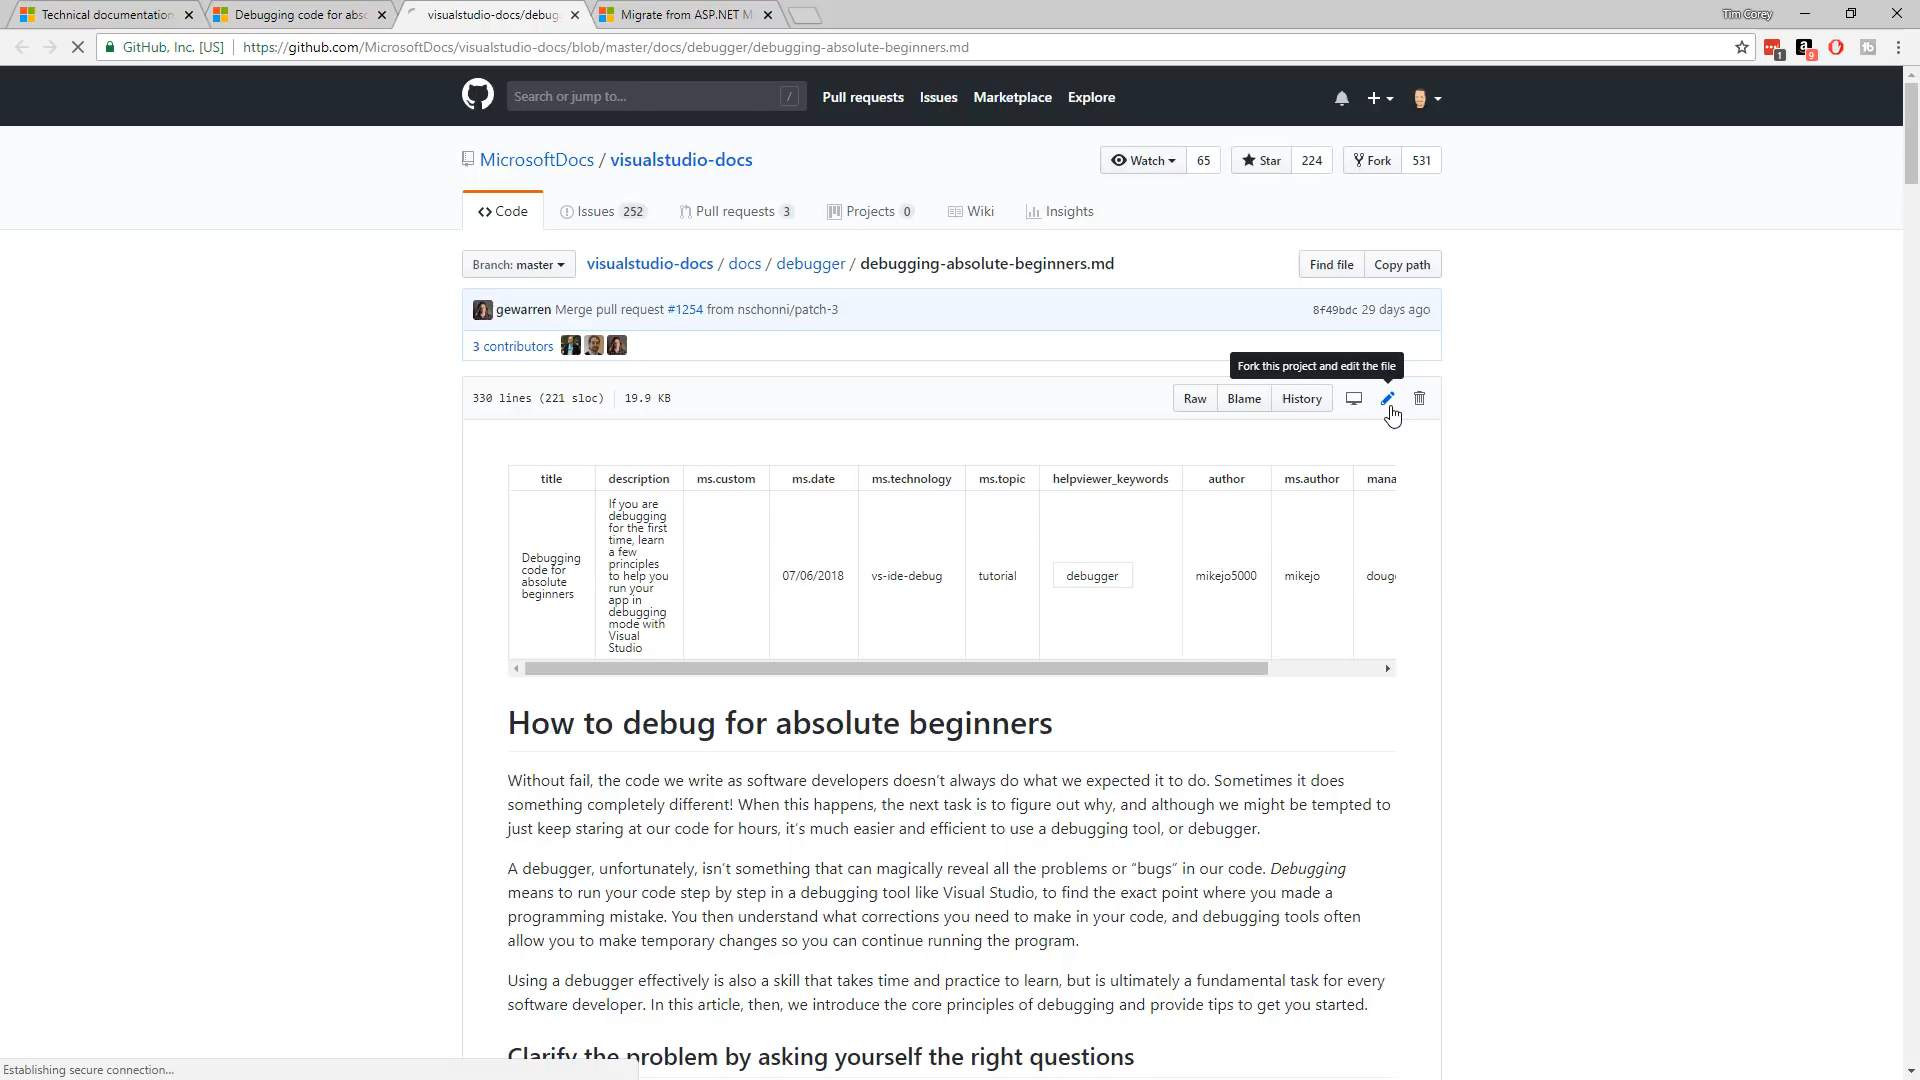 Technical documentation
Debugging code for abso
visualstudio-docs/debug
Migrate from ASP.NET M
Tim Corey
GitHub, Inc. [US]
https://github.com/MicrosoftDocs/visualstudio-docs/blob/master/docs/debugger/debugging-absolute-beginners.md
1
a
9
tb
Search or jump to...
/
Pull requests
Issues
Marketplace
Explore
MicrosoftDocs / visualstudio-docs
Watch
65
Star
224
Fork
531
Code
Issues 252
Pull requests 3
Projects 0
Wiki
Insights
Branch: master
visualstudio-docs / docs / debugger / debugging-absolute-beginners.md
Find file
Copy path
gewarren Merge pull request #1254 from nschonni/patch-3
8f49bdc 29 days ago
3 contributors
Fork this project and edit the file
330 lines (221 sloc)
19.9 KB
Raw
Blame
History
title
description
ms.custom
ms.date
ms.technology
ms.topic
helpviewer_keywords
author
ms.author
mana
Debugging
code for
absolute
beginners
If you are
debugging
for the first
time, learn
a few
principles
to help you
run your
app in
debugging
mode with
Visual
Studio
07/06/2018
vs-ide-debug
tutorial
debugger
mikejo5000
mikejo
doug
How to debug for absolute beginners
Without fail, the code we write as software developers doesn't always do what we expected it to do. Sometimes it does
something completely different! When this happens, the next task is to figure out why, and although we might be tempted to
just keep staring at our code for hours, it's much easier and efficient to use a debugging tool, or debugger.
A debugger, unfortunately, isn't something that can magically reveal all the problems or "bugs" in our code. Debugging
means to run your code step by step in a debugging tool like Visual Studio, to find the exact point where you made a
programming mistake. You then understand what corrections you need to make in your code, and debugging tools often
allow you to make temporary changes so you can continue running the program.
Using a debugger effectively is also a skill that takes time and practice to learn, but is ultimately a fundamental task for every
software developer. In this article, then, we introduce the core principles of debugging and provide tips to get you started.
Clarify the problem by asking yourself the right questions
Establishing secure connection...